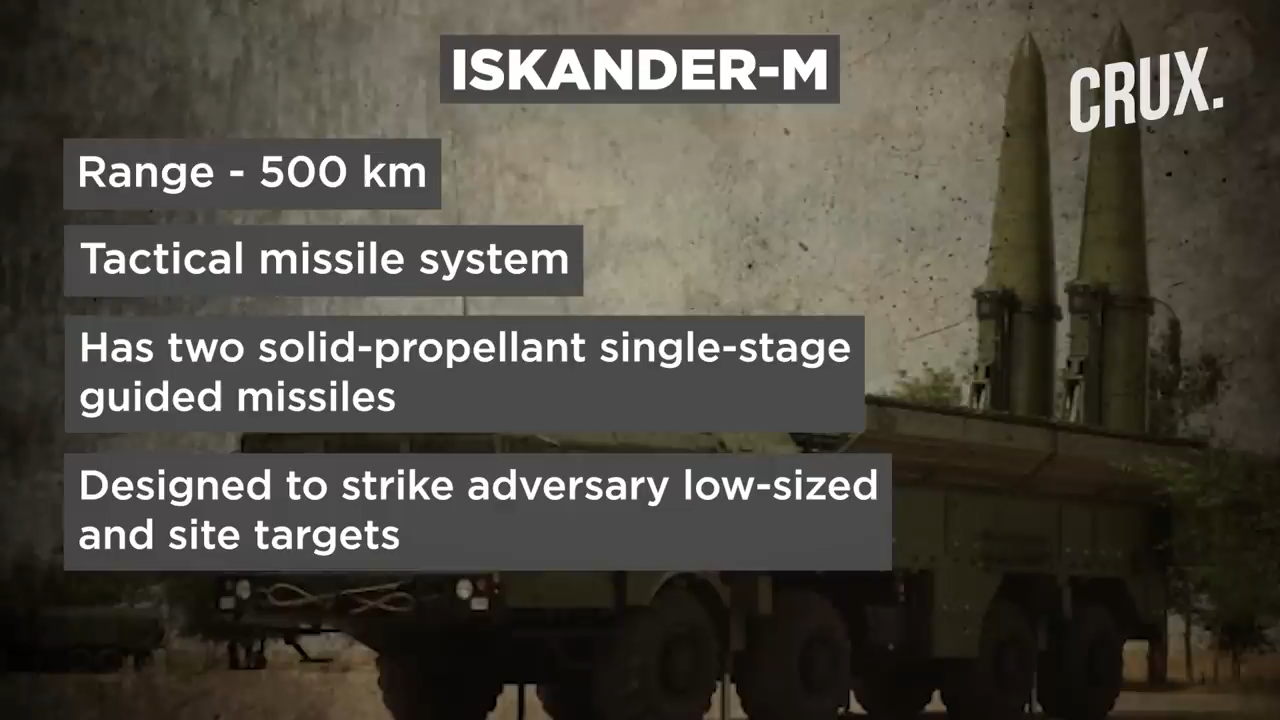 ISKANDER-M
CRUX.
Range - 500 km
Tactical missile system
Has two solid-propellant single-stage
guided missiles
Designed to strike adversary low-sized
and site targets